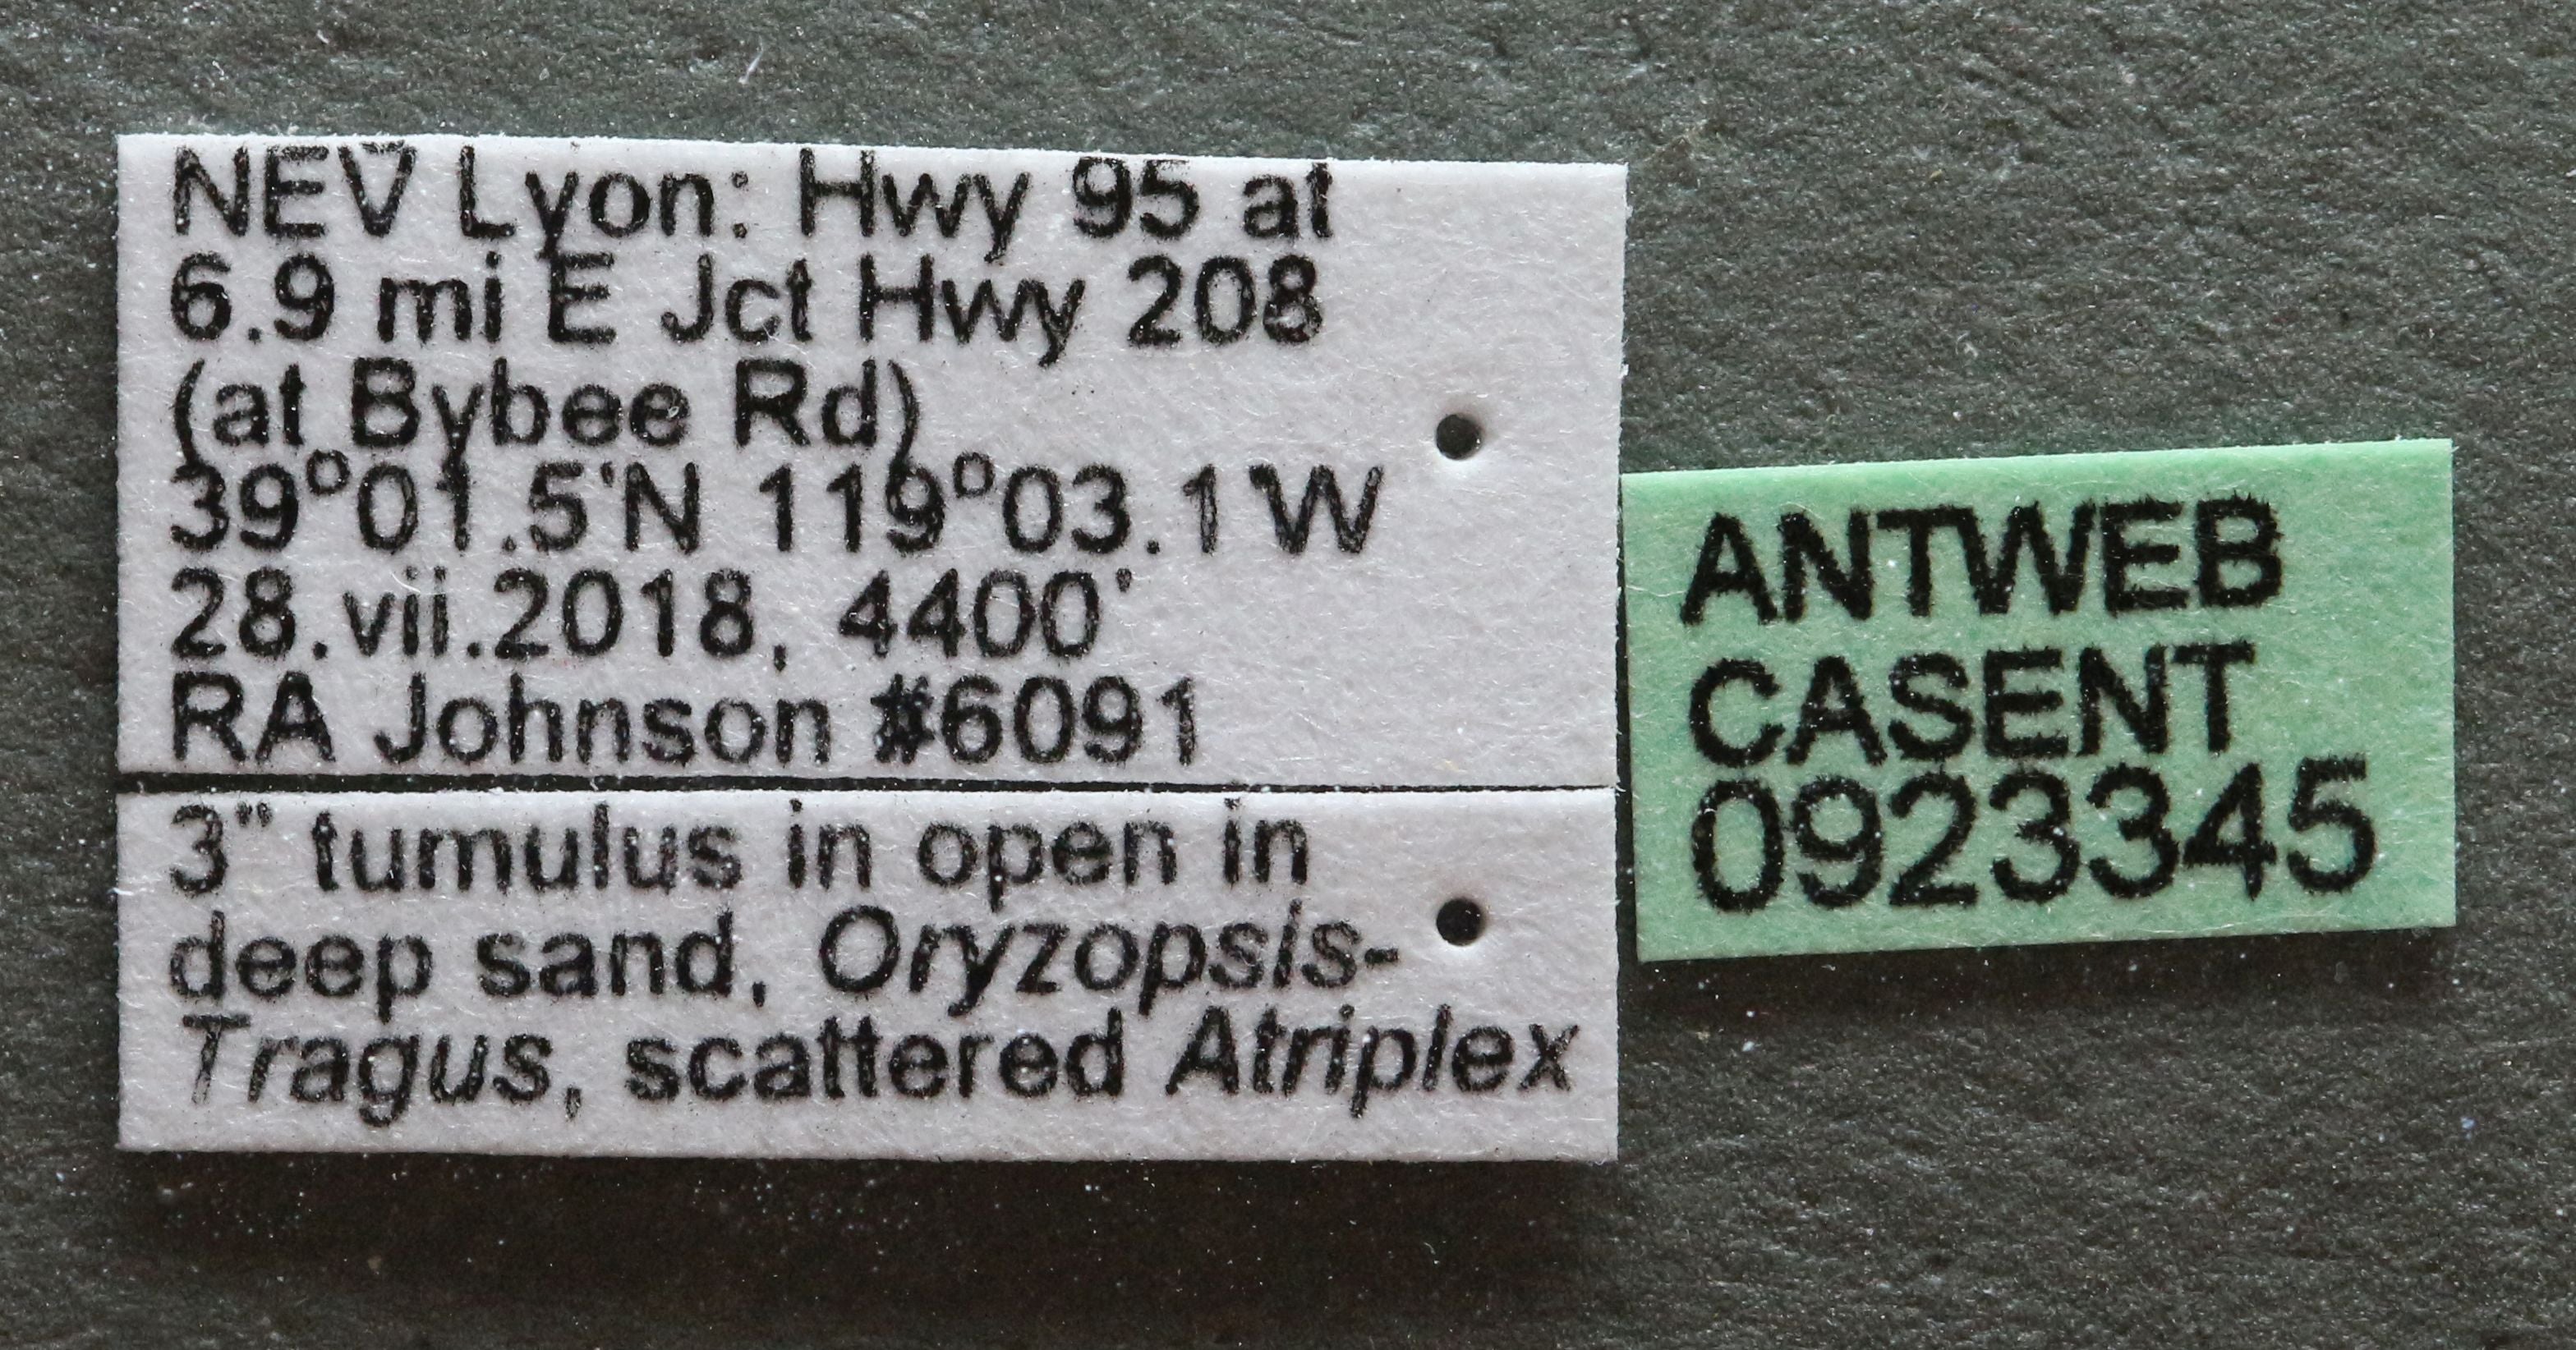 NEV Lyon: Hwy 95 at
6.9 mi E Jct Hwy 208
(at Bybee Rd)
39°01.5'N 119°03.1'W
28.vii.2018, 4400'
RA Johnson #6091
3" tumulus in open in
deep sand, Oryzopsis-
Tragus, scattered Atriplex
ANTWEB
CASENT
0923345